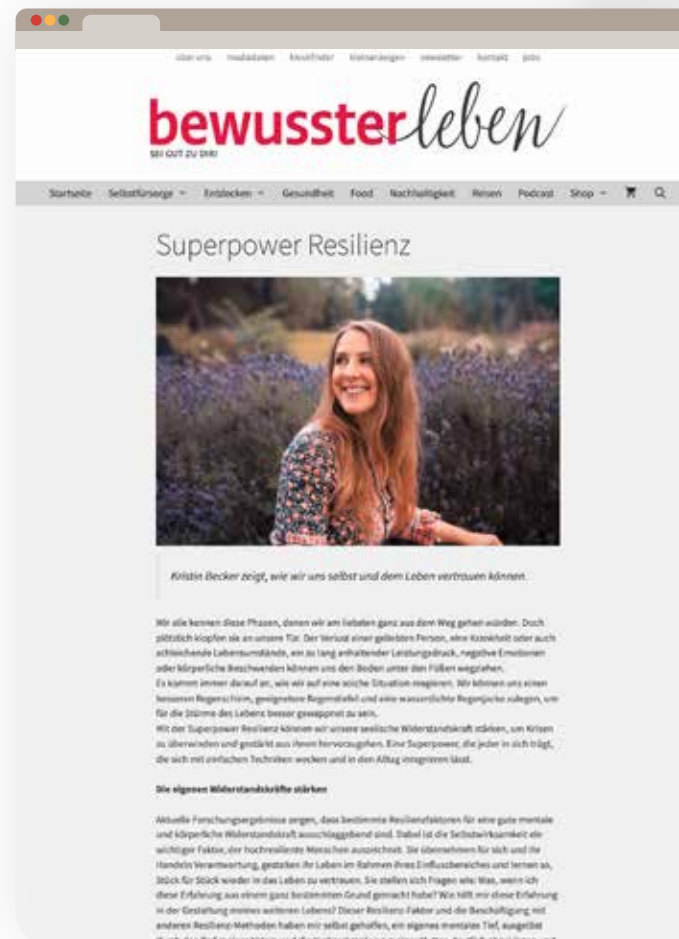 über uns mediadaten kleinanzeigen newsletter kontakt jobs
bewusster leben
SEI GUT ZU DIR!
Startseite Selbstfürsorge Entdecken Gesundheit Food Nachhaltigkeit Reisen Podcast Shop
Superpower Resilienz
Kristin Becker zeigt, wie wir uns selbst und dem Leben vertrauen können.
Wir alle kennen diese Phasen, denen wir am liebsten ganz aus dem Weg gehen würden. Doch
plötzlich klopfen sie an unsere Tür. Der Verlust einer geliebten Person, eine Krankheit oder auch
schleichende Lebensumstände, ein zu lang anhaltender Leistungsdruck, negative Emotionen
oder körperliche Beschwerden können uns den Boden unter den Füßen wegziehen.
Es kommt immer darauf an, wie wir auf eine solche Situation reagieren. Wir können uns einen
besseren Regenschirm, geeignetere Regenstiefel und eine wasserdichte Regenjacke zulegen, um
für die Stürme des Lebens besser gewappnet zu sein.
Mit der Superpower Resilienz können wir unsere seelische Widerstandskraft stärken, um Krisen
zu überwinden und gestärkt aus ihnen hervorzugehen. Eine Superpower, die jeder in sich trägt,
die sich mit einfachen Techniken wecken und in den Alltag integrieren lässt.
Die eigenen Widerstandskräfte stärken
Aktuelle Forschungsergebnisse zeigen, dass bestimmte Resilienzfaktoren für eine gute mentale
und körperliche Widerstandskraft ausschlaggebend sind. Dabei ist die Selbstwirksamkeit ein
wichtiger Faktor, der hochresiliente Menschen auszeichnet. Sie übernehmen für sich und ihr
Handeln Verantwortung, gestalten ihr Leben im Rahmen ihres Einflussbereiches und lernen so,
Stück für Stück wieder in das Leben zu vertrauen. Sie stellen sich Fragen wie: Was, wenn ich
diese Erfahrung aus einem ganz bestimmten Grund gemacht habe? Wie hilft mir diese Erfahrung
in der Gestaltung meines weiteren Lebens? Dieser Resilienz-Faktor und die Beschäftigung mit
anderen Resilienz-Methoden haben mir selbst geholfen, ein eigenes mentales Tief, ausgelöst